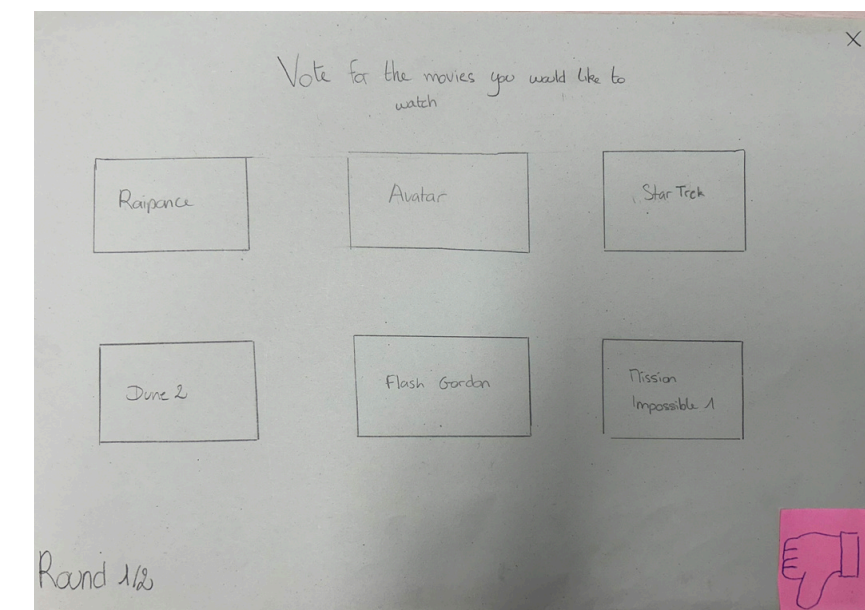 X
Vote for the movies you would like to
watch
Raiponce
Avatar
Star Trek
Dune 2
Flash Gordon
Mission
Impossible 1
Round 1/2